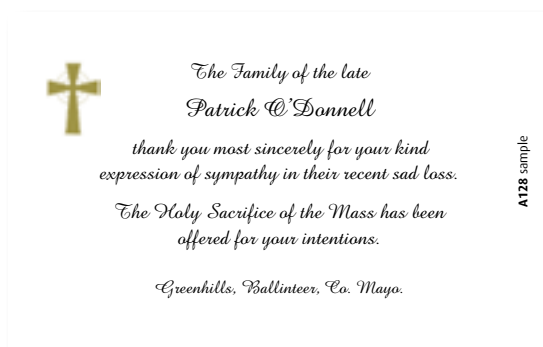 The Family of the late
Patrick O'Donnell
thank you most sincerely for your kind
expression of sympathy in their recent sad loss.
The Holy Sacrifice of the Mass has been
offered for your intentions.
Greenhills, Ballinteer, Co. Mayo.
A128 sample